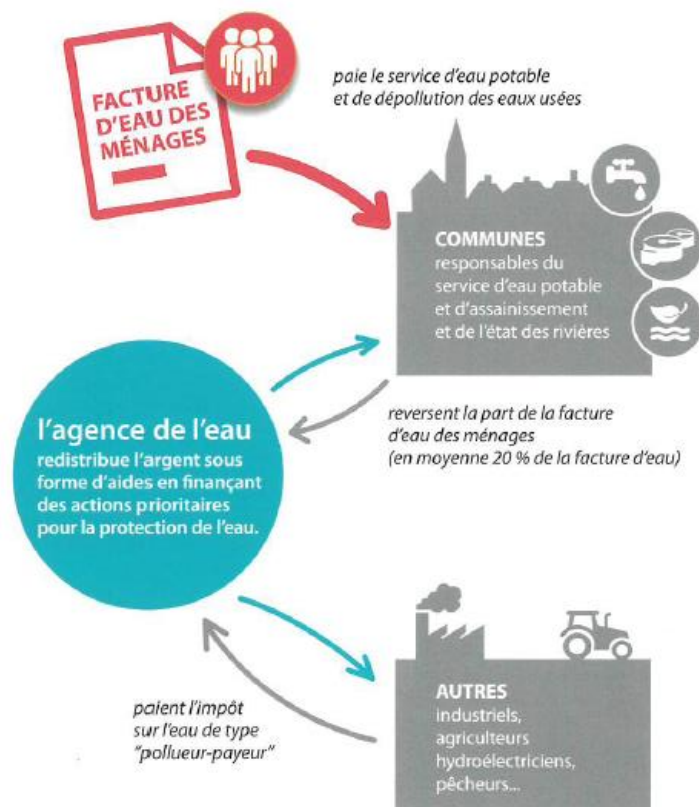 FACTURE
D'EAU DES
MÉNAGES
paie le service d'eau potable
et de dépollution des eaux usées
COMMUNES
responsables du
service d'eau potable
et d'assainissement
et de l'état des rivières
l'agence de l'eau
redistribue l'argent sous
forme d'aides en finançant
des actions prioritaires
pour la protection de l'eau.
reversent la part de la facture
d'eau des ménages
(en moyenne 20 % de la facture d'eau)
paient l'impôt
sur l'eau de type
"pollueur-payeur"
AUTRES
industriels,
agriculteurs
hydroélectriciens,
pêcheurs...